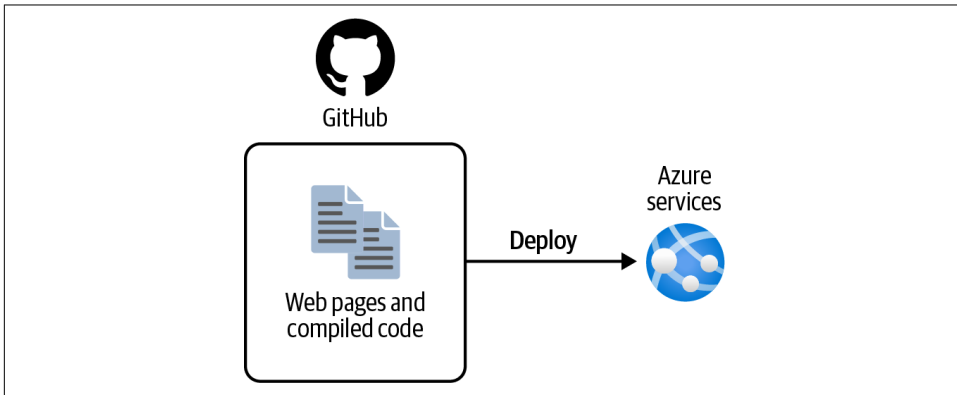 GitHub
Web pages and
compiled code
Deploy
Azure
services